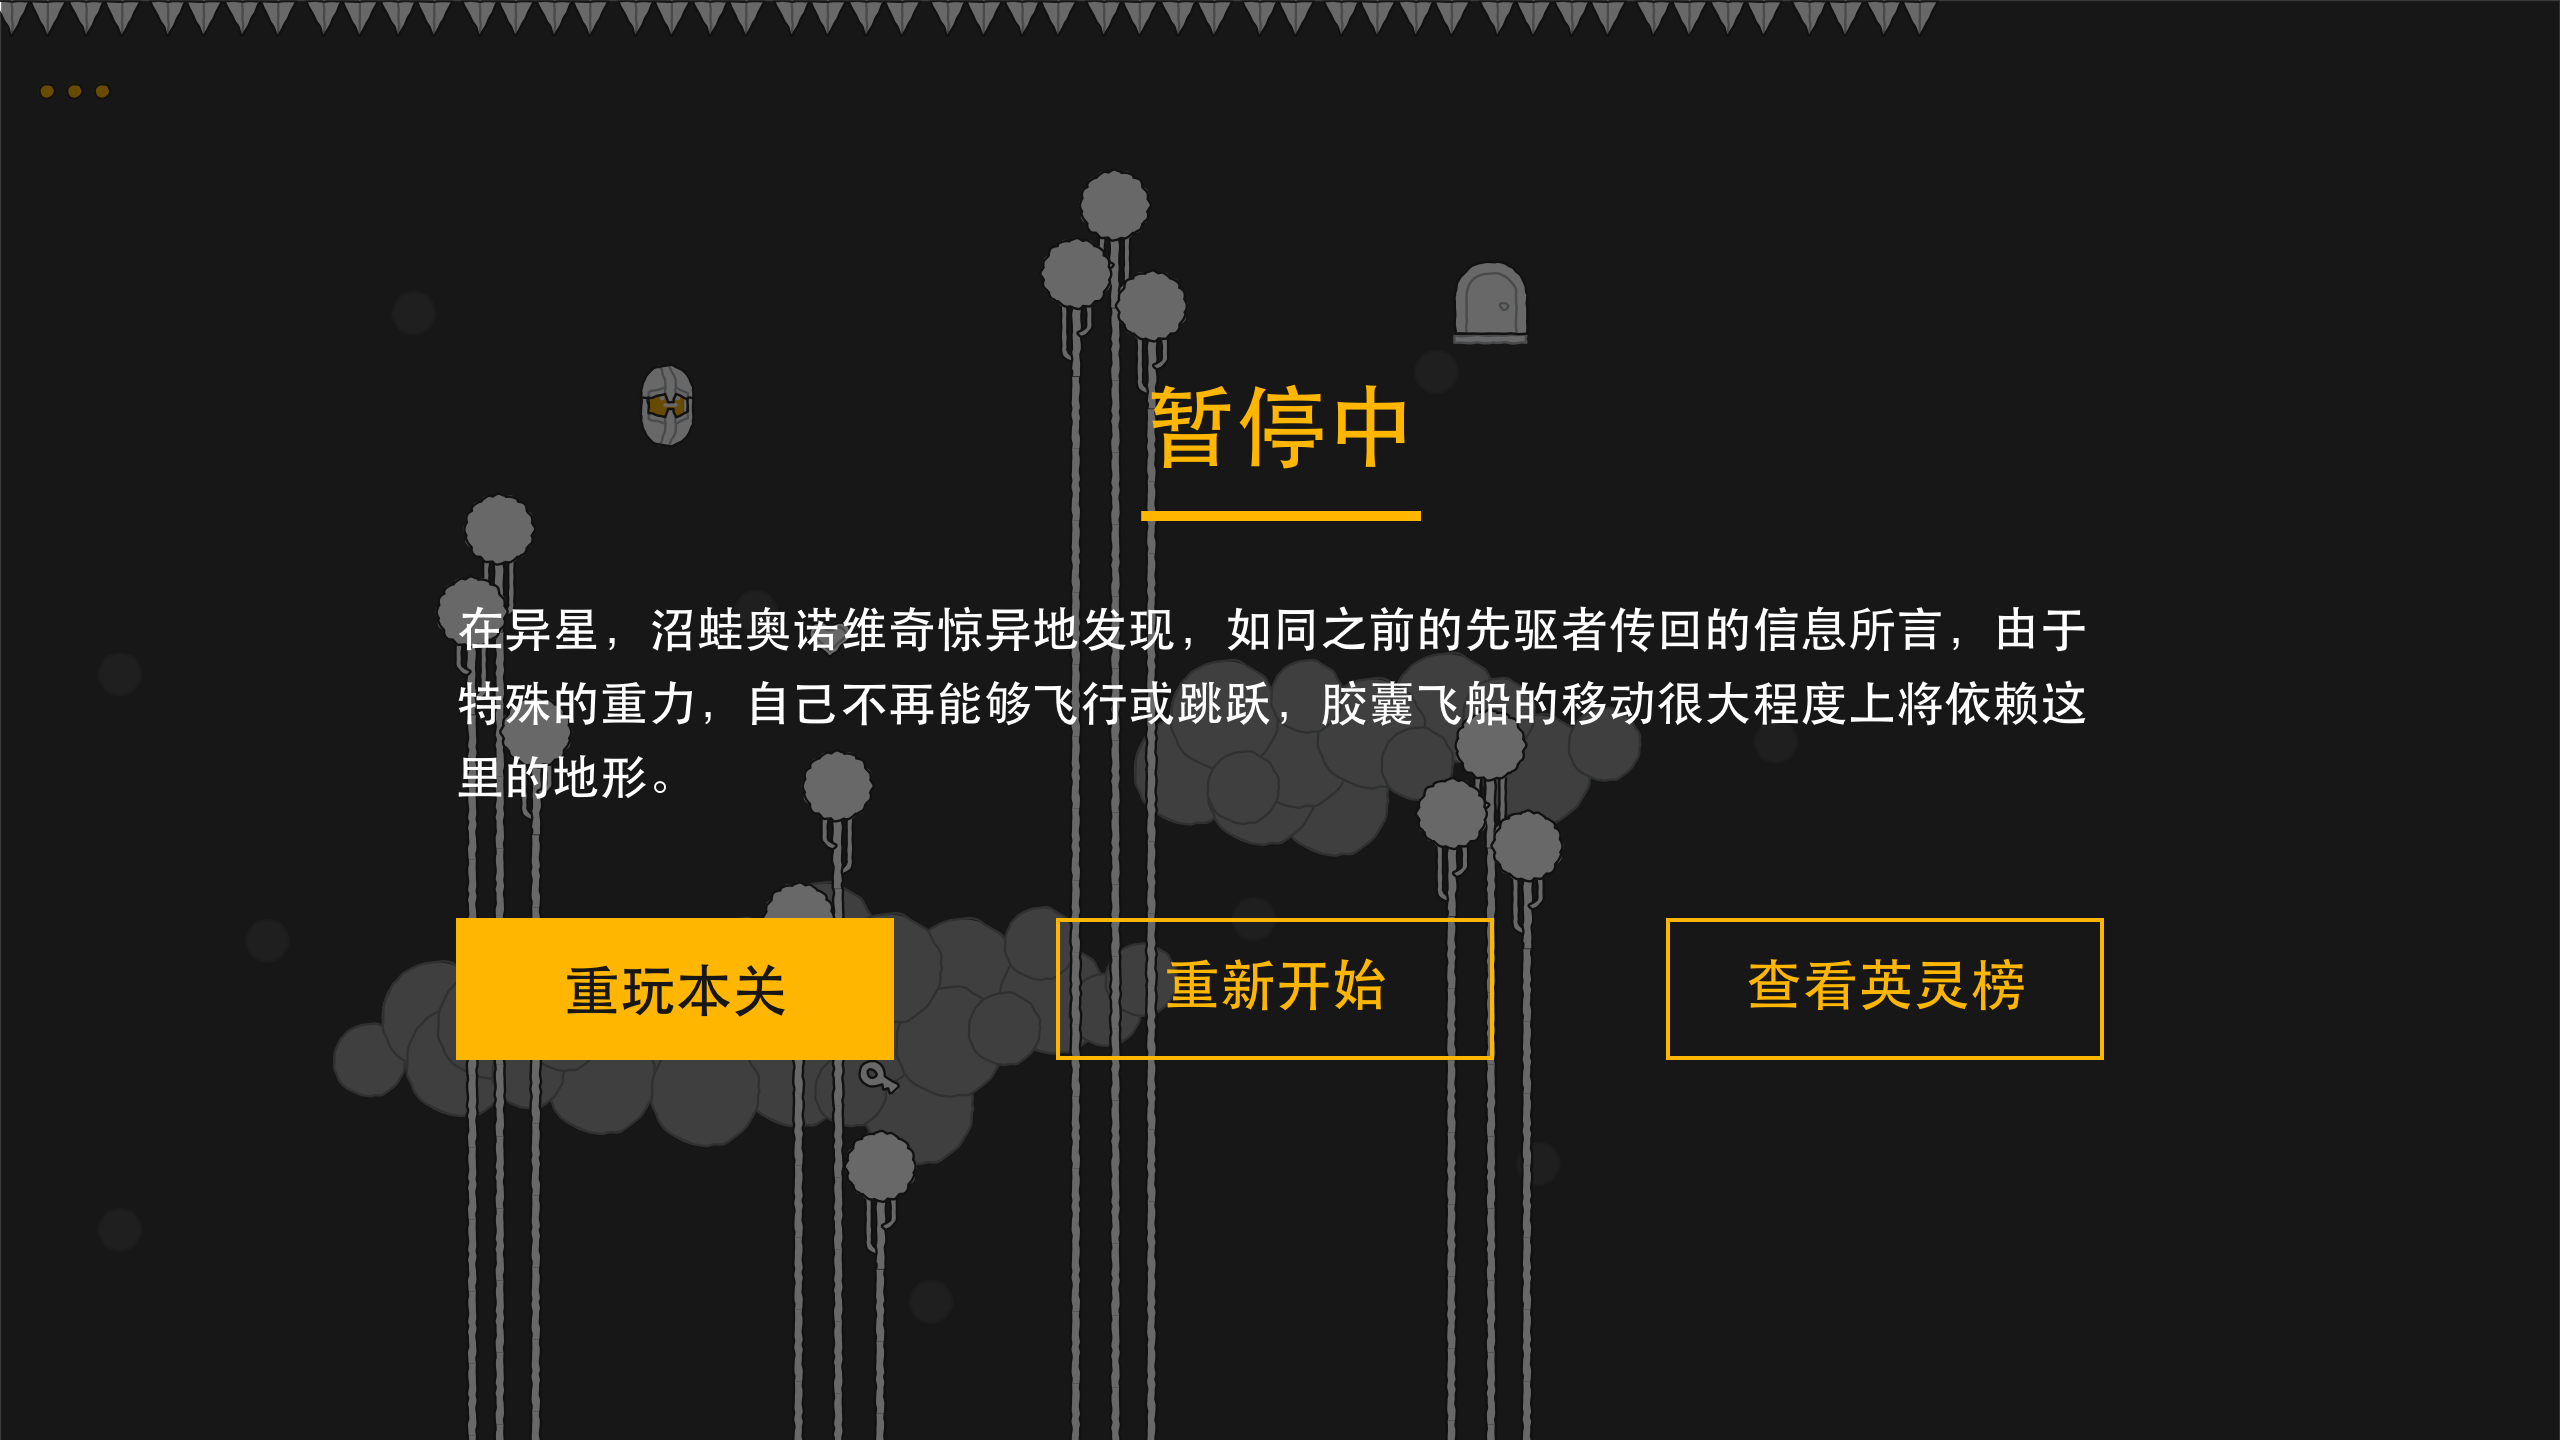 暂停中
在异星，沼蛙奥诺维奇惊异地发现，如同之前的先驱者传回的信息所言，由于
特殊的重力，自己不再能够飞行或跳跃，胶囊飞船的移动很大程度上将依赖这
里的地形。
重玩本关
重新开始
查看英灵榜